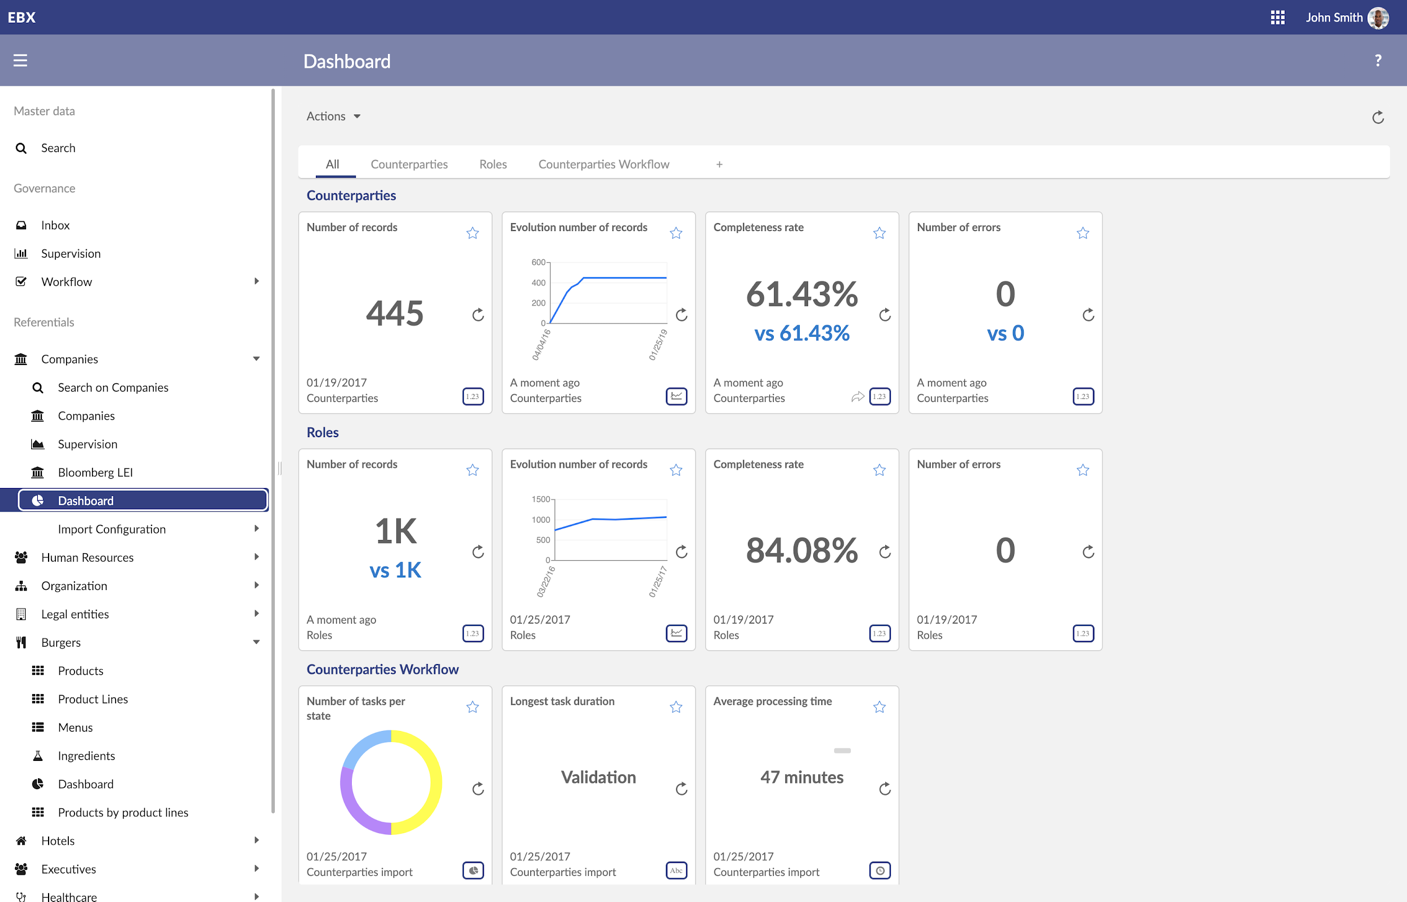 EBX
John Smith
Dashboard
?
Master data
Search
Governance
Inbox
Supervision
Workflow
Referentials
Companies
Search on Companies
Companies
Supervision
Bloomberg LEI
Dashboard
Import Configuration
Human Resources
Organization
Legal entities
Burgers
Products
Product Lines
Menus
Ingredients
Dashboard
Products by product lines
Hotels
Executives
Healthcare
Actions
All Counterparties Roles Counterparties Workflow +
Counterparties
Number of records
445
01/19/2017
Counterparties
1.23
Evolution number of records
600
400
200
0
04/04/16
01/25/19
A moment ago
Counterparties
Completeness rate
61.43%
vs 61.43%
A moment ago
Counterparties
1.23
Number of errors
0
vs 0
A moment ago
Counterparties
1.23
Roles
Number of records
1K
vs 1K
A moment ago
Roles
1.23
Evolution number of records
1500
1000
500
0
03/22/16
01/25/17
01/25/2017
Roles
Completeness rate
84.08%
01/19/2017
Roles
1.23
Number of errors
0
01/19/2017
Roles
1.23
Counterparties Workflow
Number of tasks per
state
01/25/2017
Counterparties import
Longest task duration
Validation
01/25/2017
Counterparties import
Abc
Average processing time
47 minutes
01/25/2017
Counterparties import